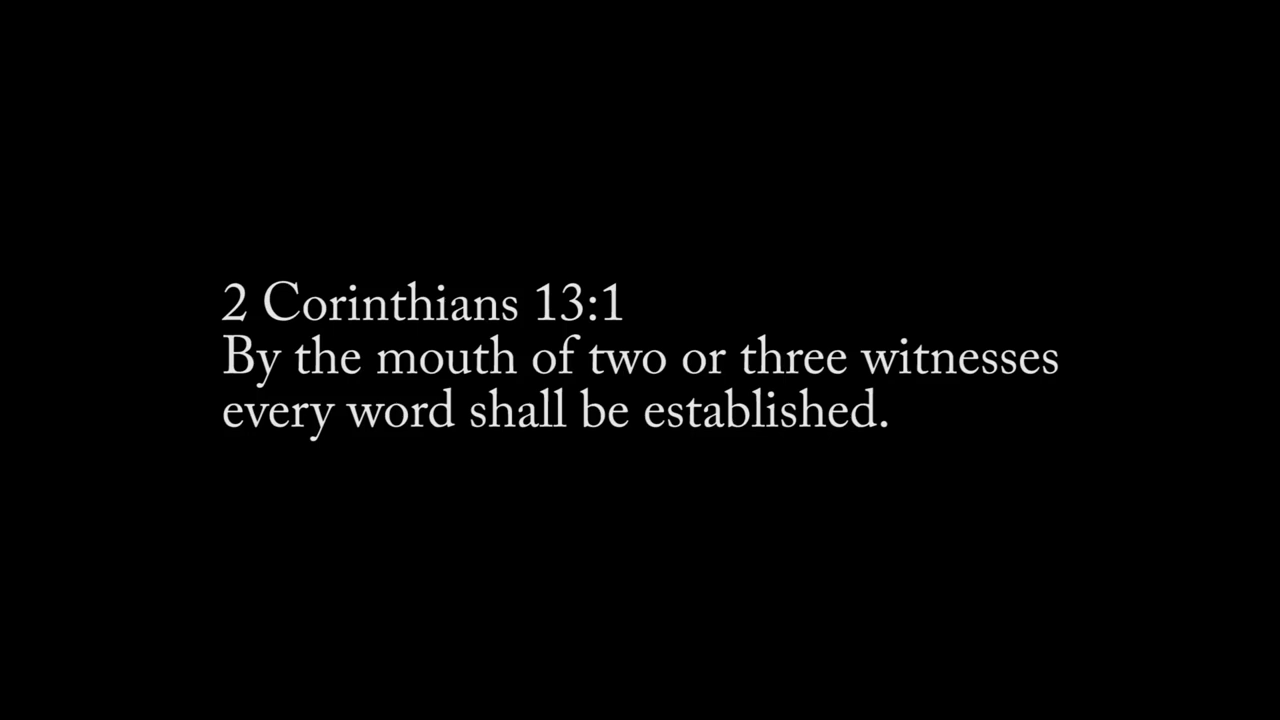 2 Corinthians 13:1
By the mouth of two or three witnesses
every word shall be established.